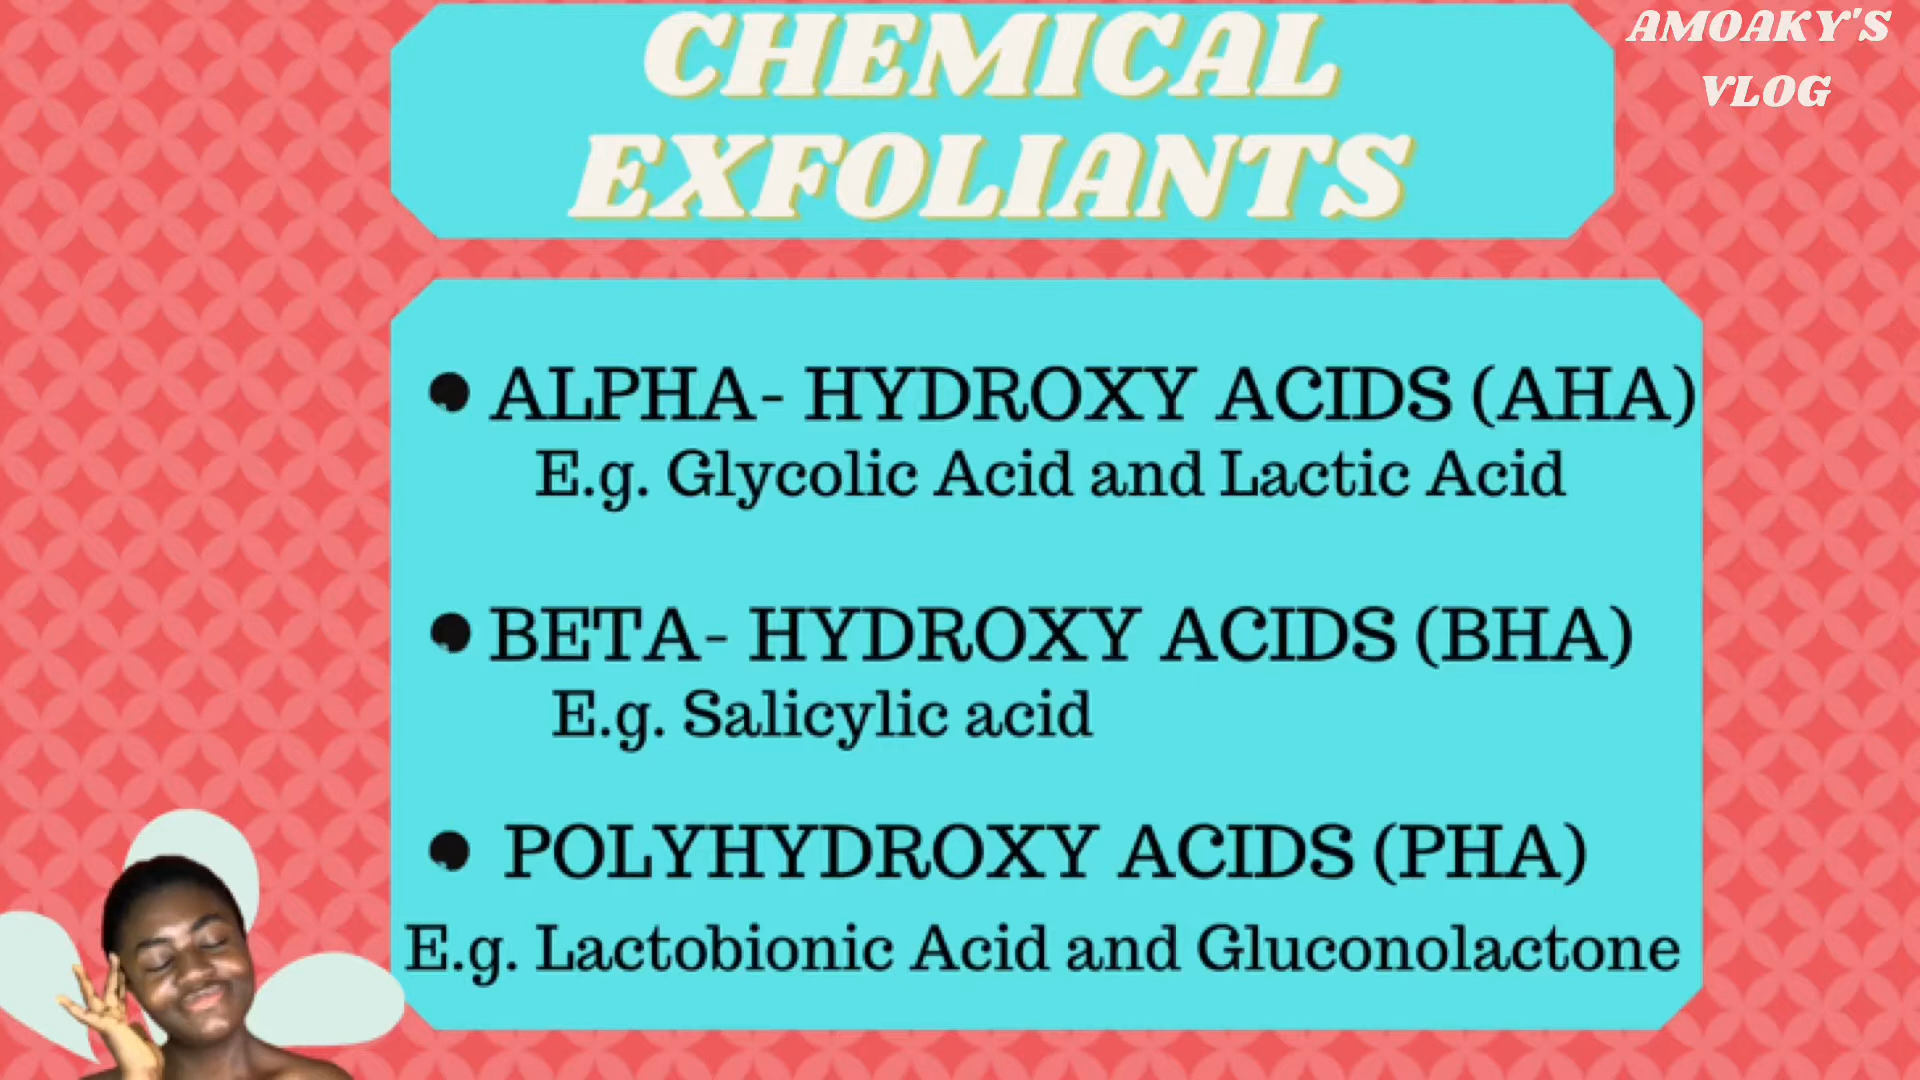 CHEMICAL
EXFOLIANTS
AMOAKY'S
VLOG
ALPHA- HYDROXY ACIDS (AHA)
E.g. Glycolic Acid and Lactic Acid
BETA- HYDROXY ACIDS (BHA)
E.g. Salicylic acid
POLYHYDROXY ACIDS (PHA)
E.g. Lactobionic Acid and Gluconolactone